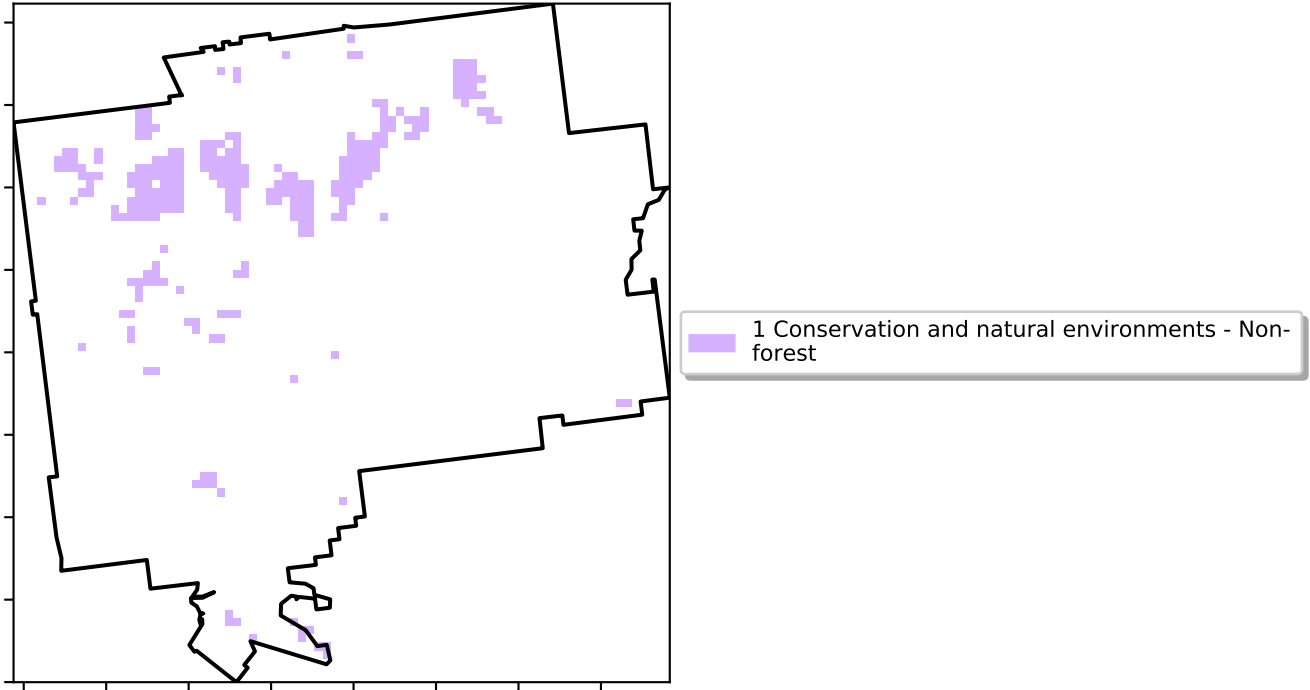 1 Conservation and natural environments - Non-
forest